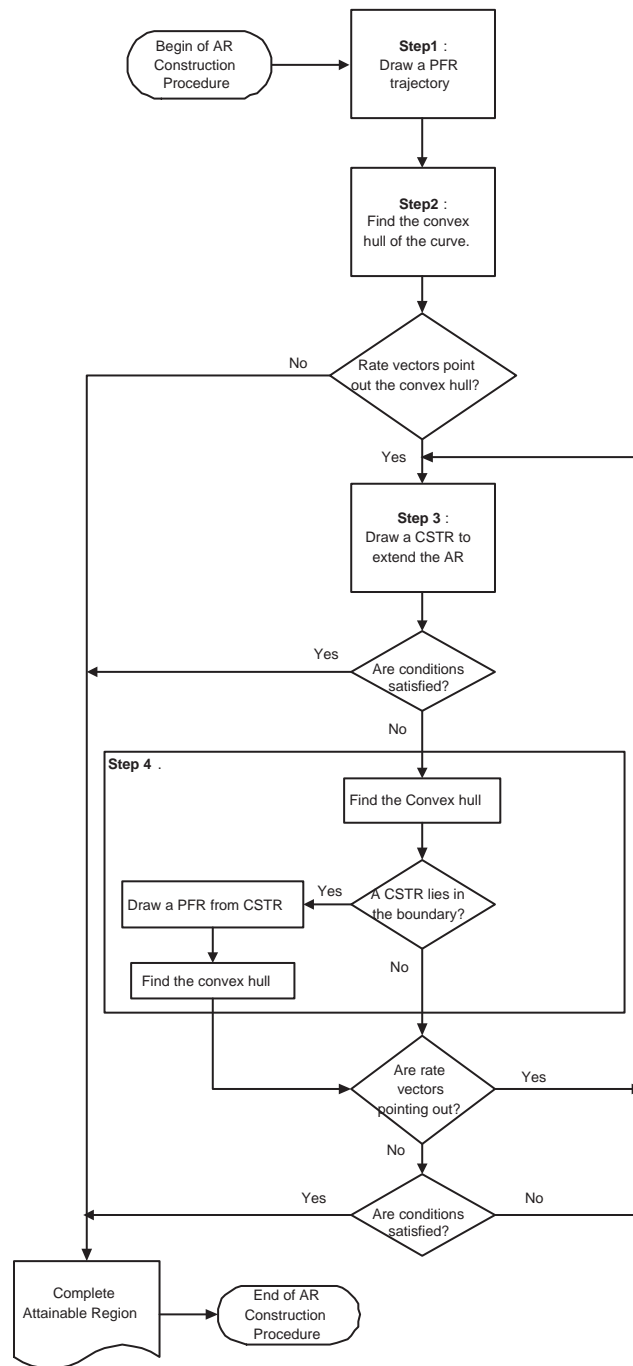 Begin of AR
Construction
Procedure
Step1 :
Draw a PFR
trajectory
Step2 :
Find the convex
hull of the curve.
No
Rate vectors point
out the convex hull?
Yes
Step 3 :
Draw a CSTR to
extend the AR
Yes
Are conditions
satisfied?
No
Step 4 .
Find the Convex hull
Draw a PFR from CSTR
Yes
A CSTR lies in
the boundary?
Find the convex hull
No
Are rate
vectors
pointing out?
Yes
No
Yes
Are conditions
satisfied?
No
Complete
Attainable Region
End of AR
Construction
Procedure